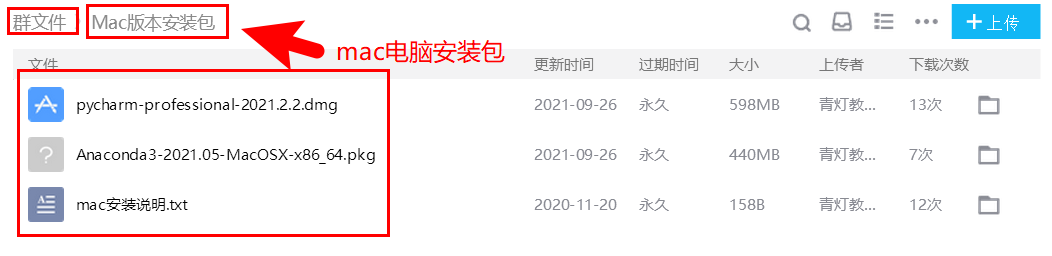 群文件 Mac版本安装包 上传
mac电脑安装包
文件 更新时间 过期时间 大小 上传者 下载次数
pycharm-professional-2021.2.2.dmg 2021-09-26 永久 598MB 青灯教... 13次
Anaconda3-2021.05-MacOSX-x86_64.pkg 2021-09-26 永久 440MB 青灯教... 7次
mac安装说明.txt 2020-11-20 永久 158B 青灯教... 12次